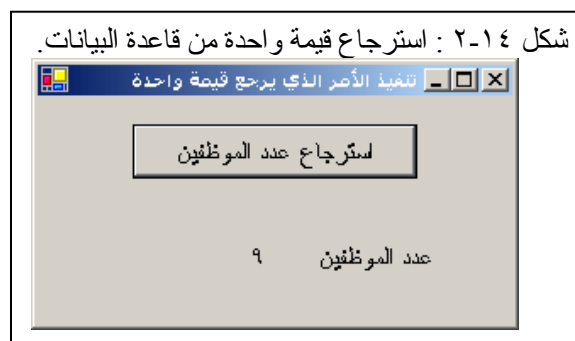 شكل ١٤-٢ : استرجاع قيمة واحدة من قاعدة البيانات.
تنفيذ الأمر الذي يرجع قيمة واحدة
استرجاع عدد الموظفين
عدد الموظفين ٩